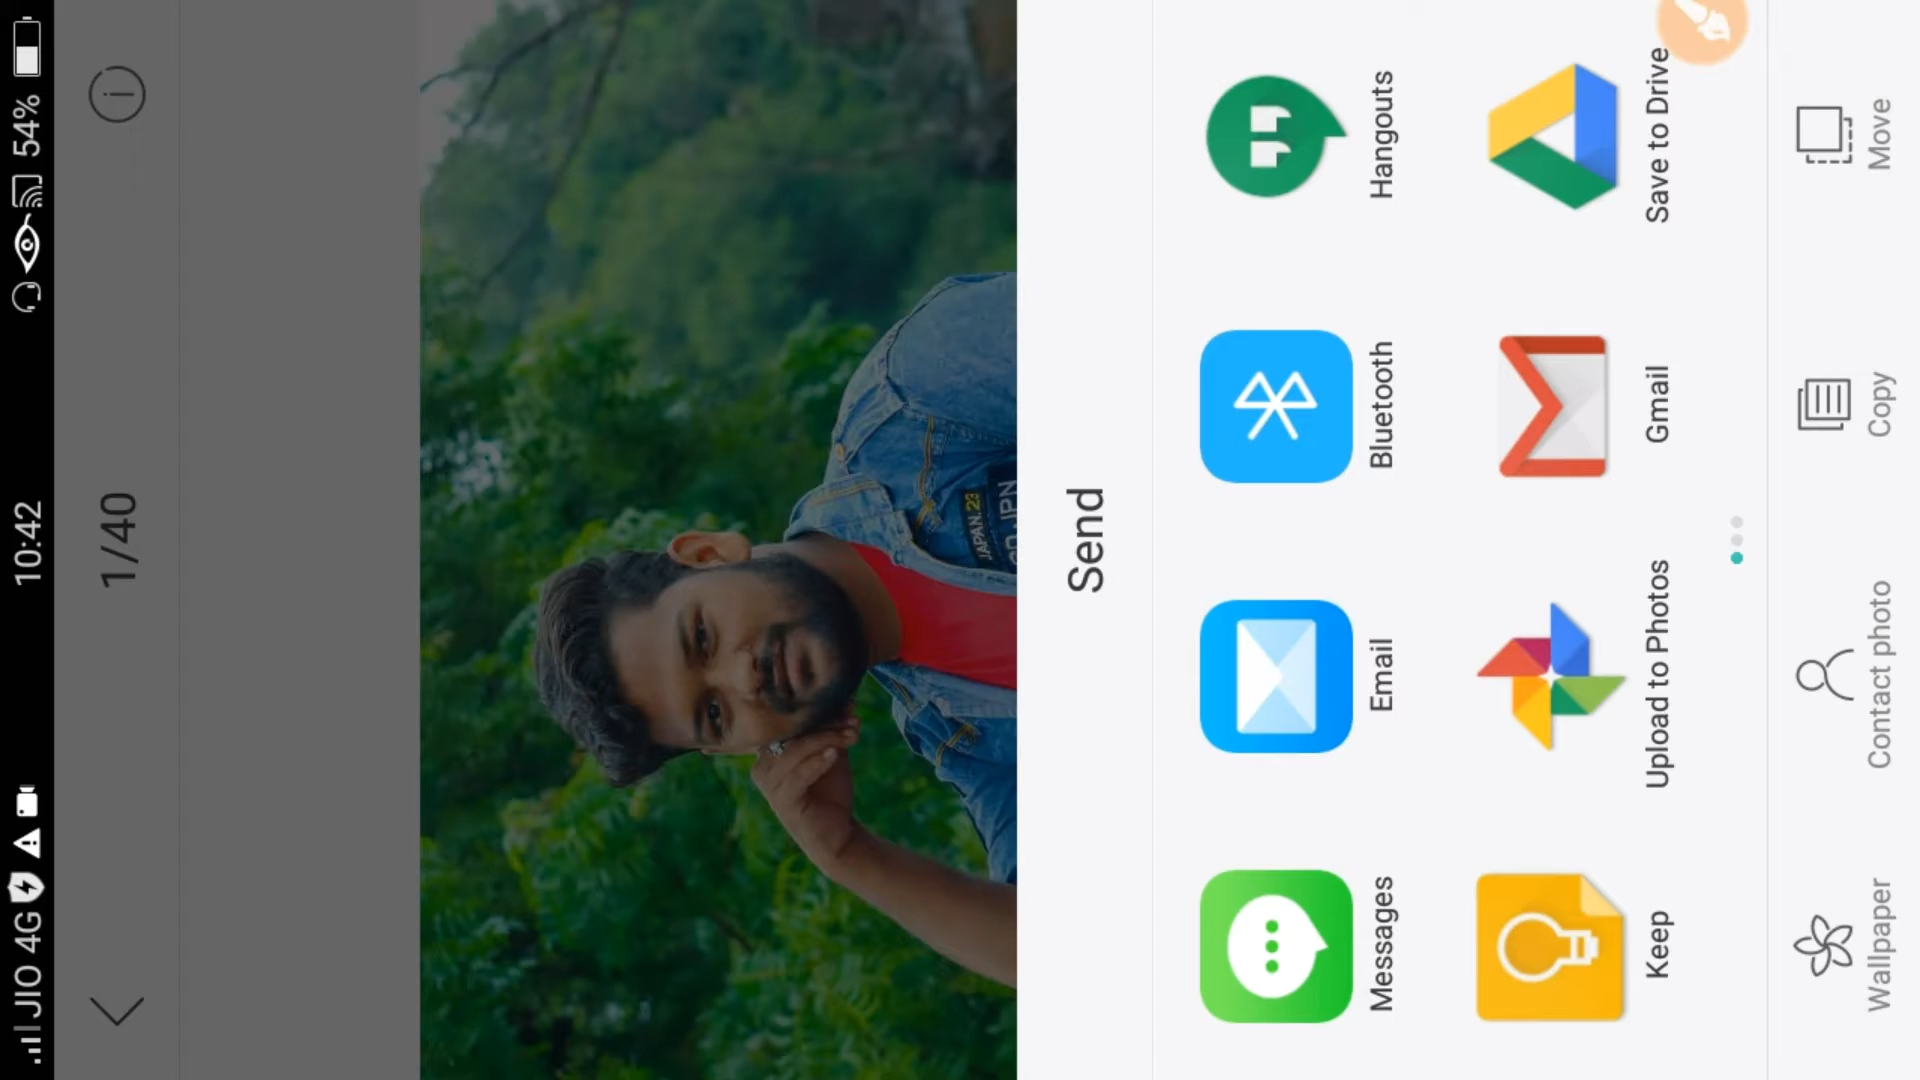 JIO 4G
10:42
54%
1/40
JAPAN.23
Send
Messages
Email
Bluetooth
Hangouts
Keep
Upload to Photos
Gmail
Save to Drive
Wallpaper
Contact photo
Copy
Move